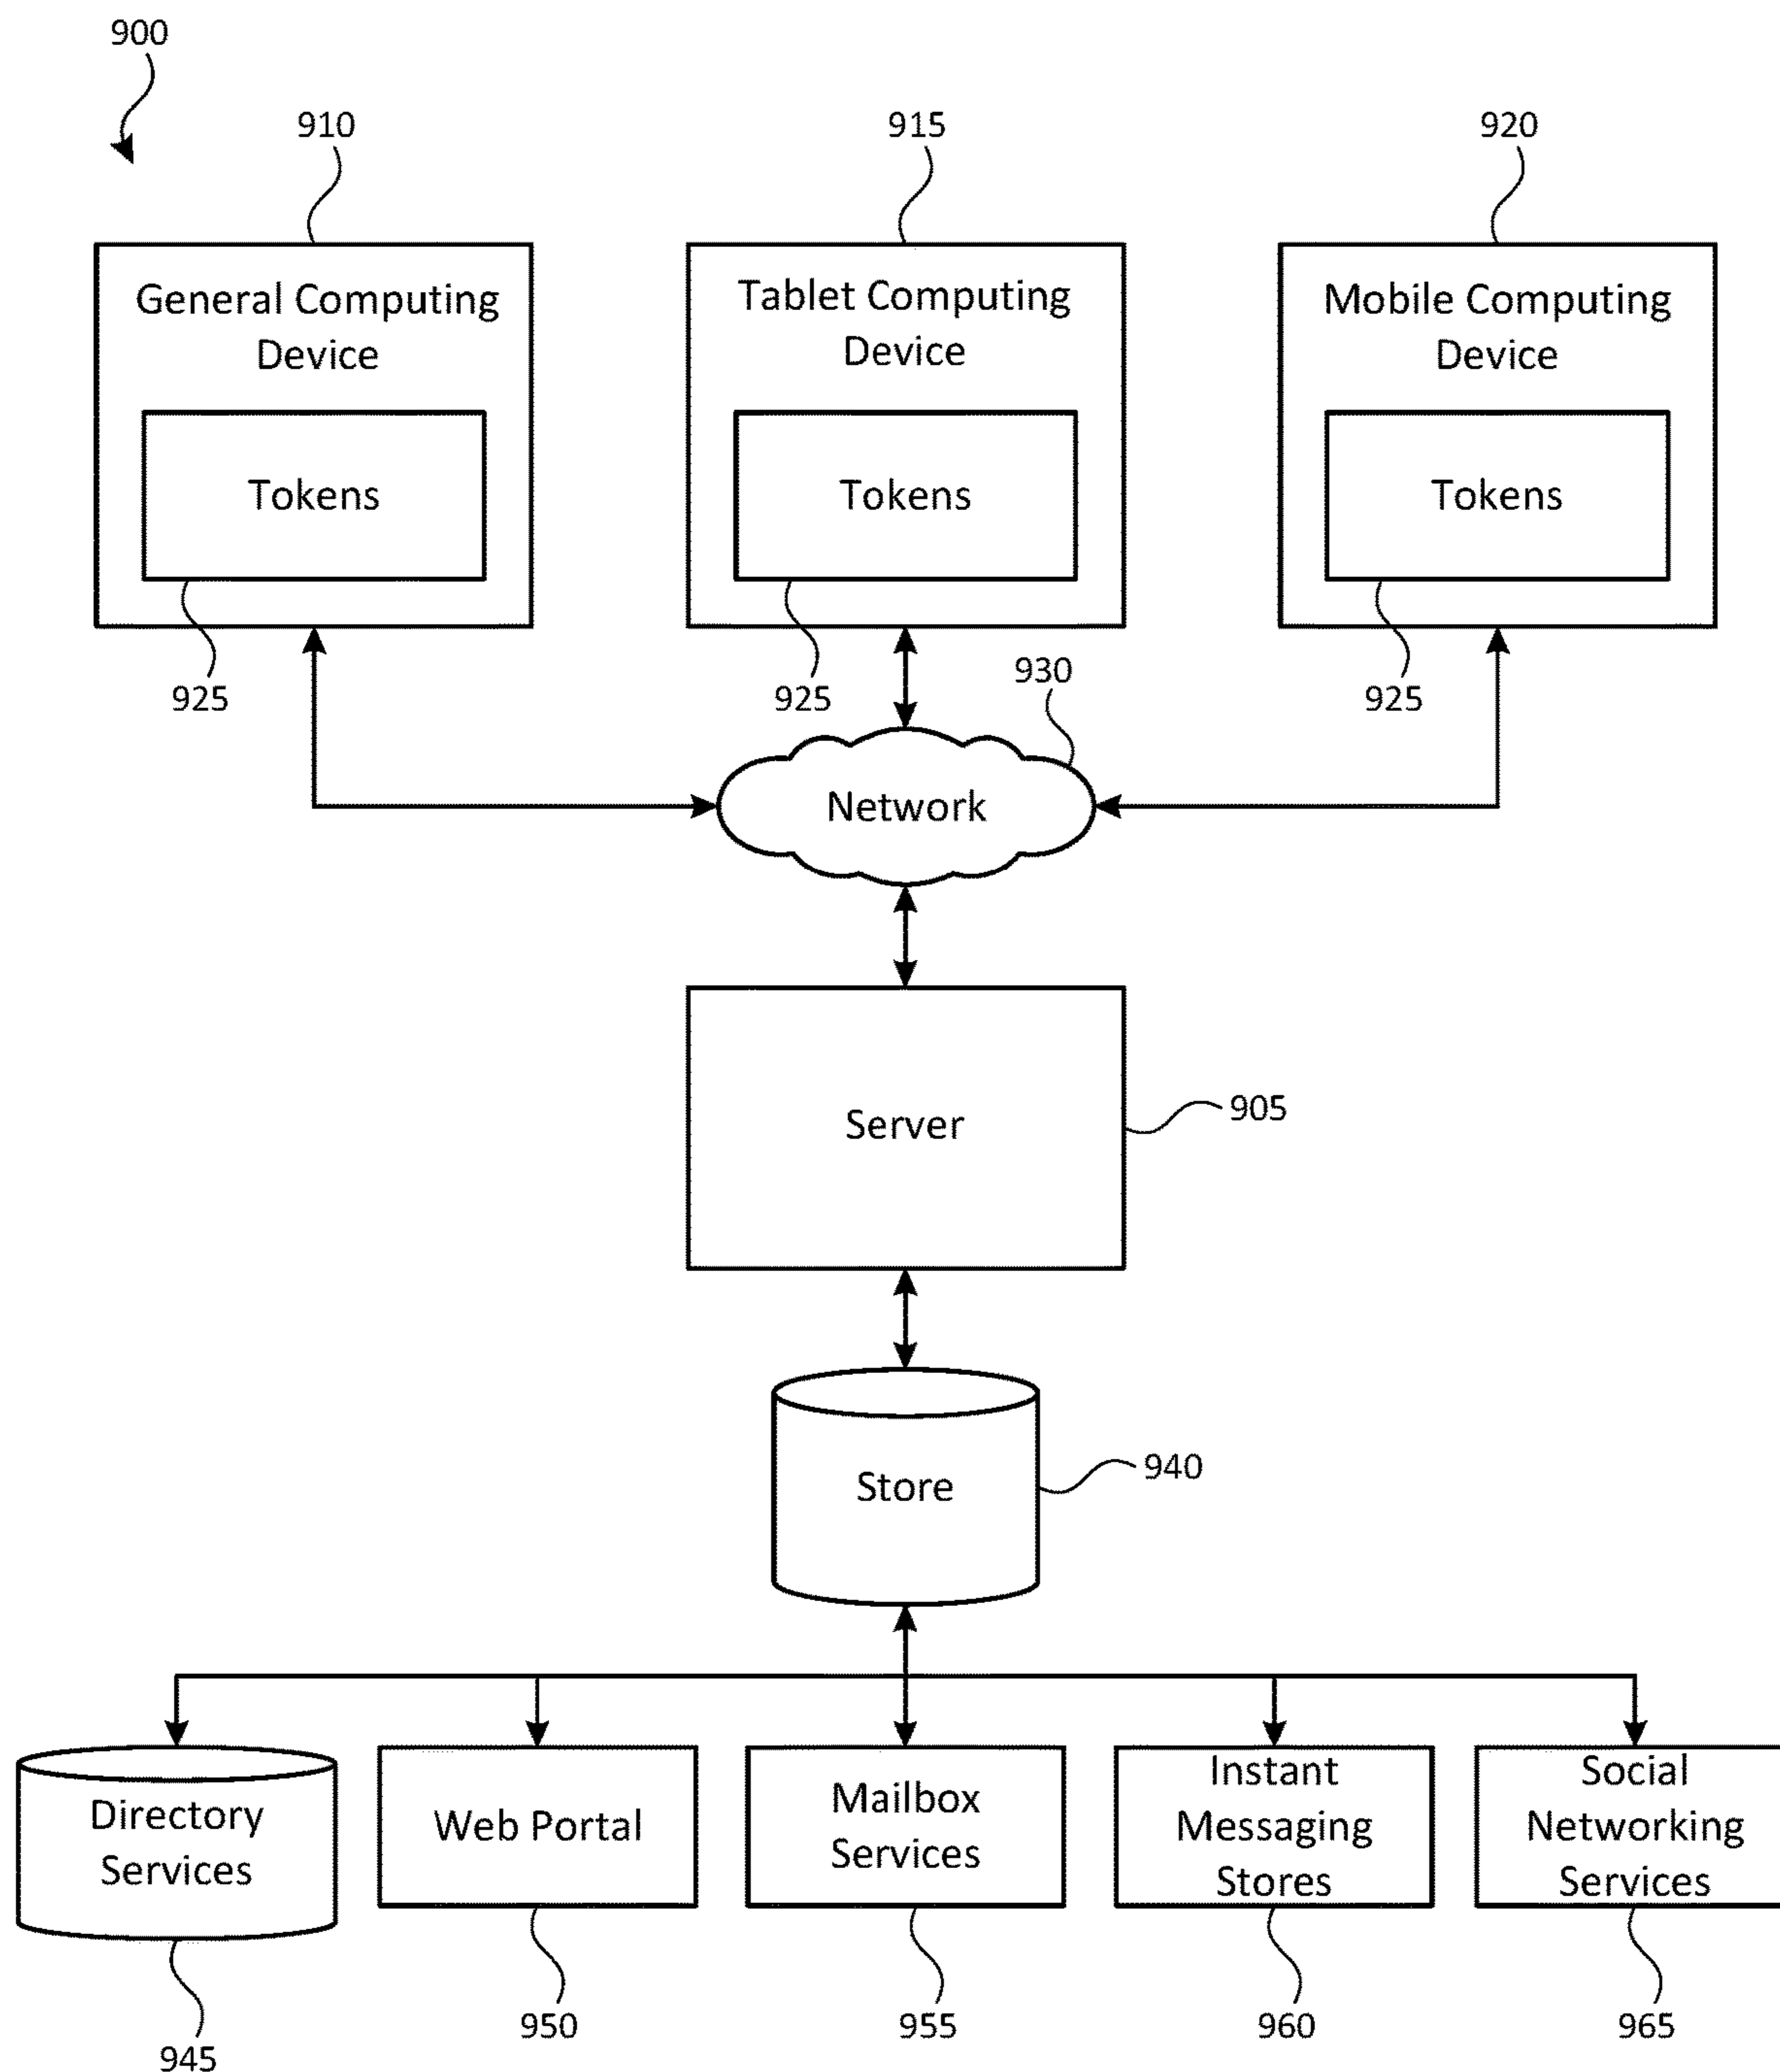 900
910
915
920
General Computing
Device
Tablet Computing
Device
Mobile Computing
Device
Tokens
Tokens
Tokens
925
925
930
925
Network
Server
905
Store
940
Directory
Services
Web Portal
Mailbox
Services
Instant
Messaging
Stores
Social
Networking
Services
945
950
955
960
965